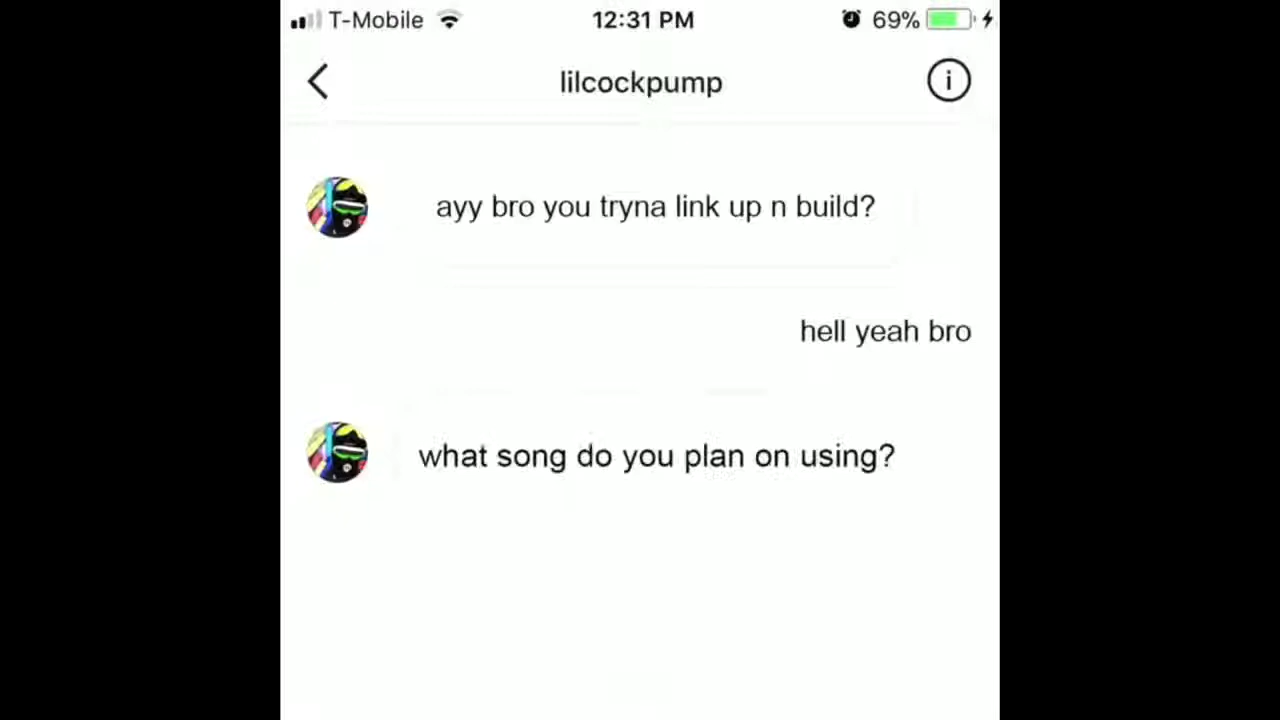 T-Mobile 12:31 PM 69%
lilcockpump
i
ayy bro you tryna link up n build?
hell yeah bro
what song do you plan on using?